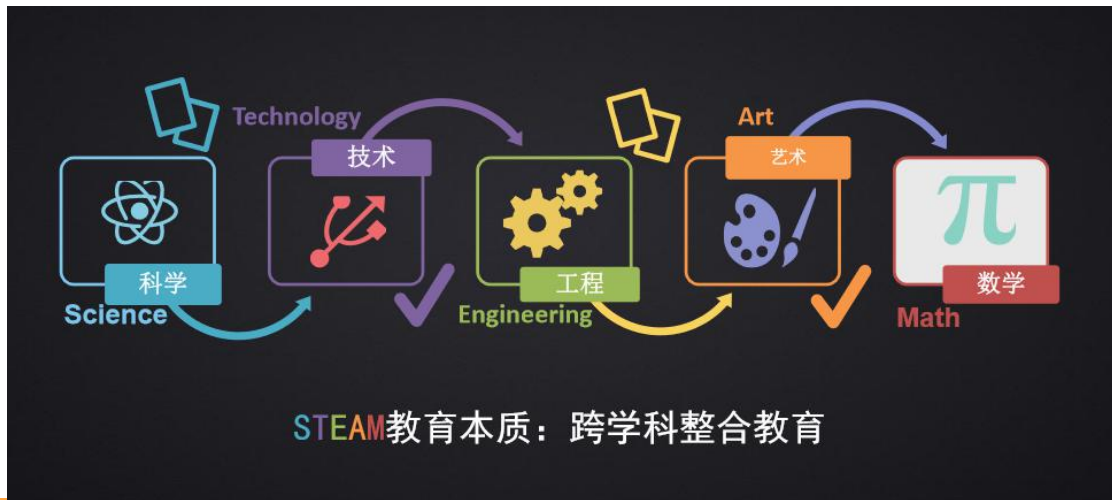 Technology
Art
技术
艺术
π
科学
工程
数学
Science
Engineering
Math
STEAM教育本质：跨学科整合教育